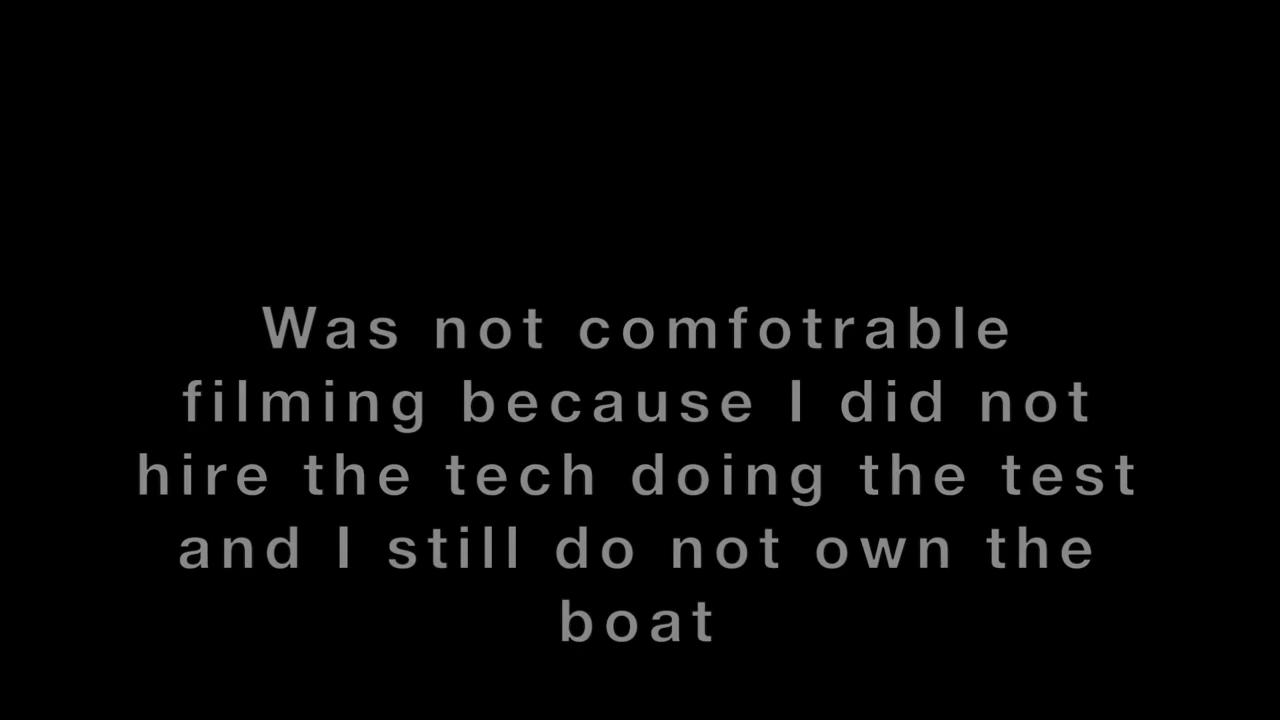 Was not comfotrable
filming because I did not
hire the tech doing the test
and I still do not own the
boat